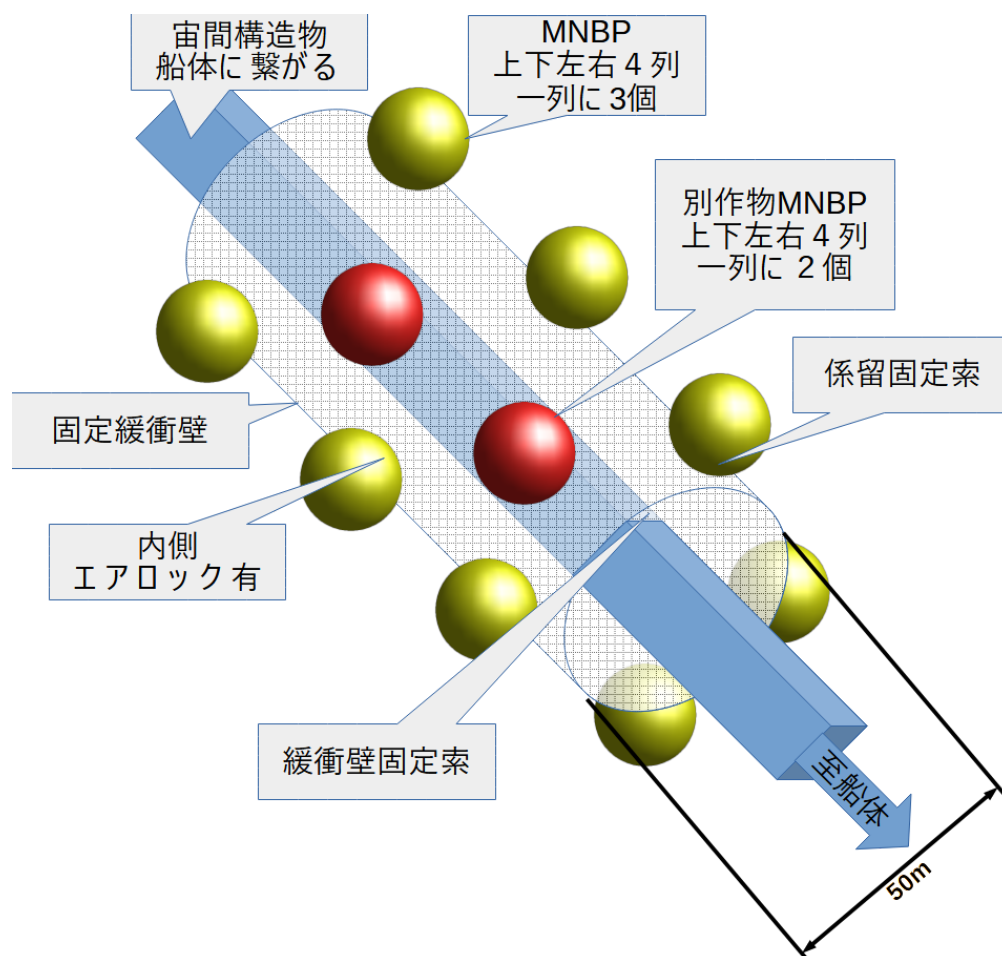 宙間構造物
船体に繋がる
MNBP
上下左右４列
一列に3個
別作物MNBP
上下左右４列
一列に２個
係留固定索
固定緩衝壁
内側
エアロック有
緩衝壁固定索
至船体
50m